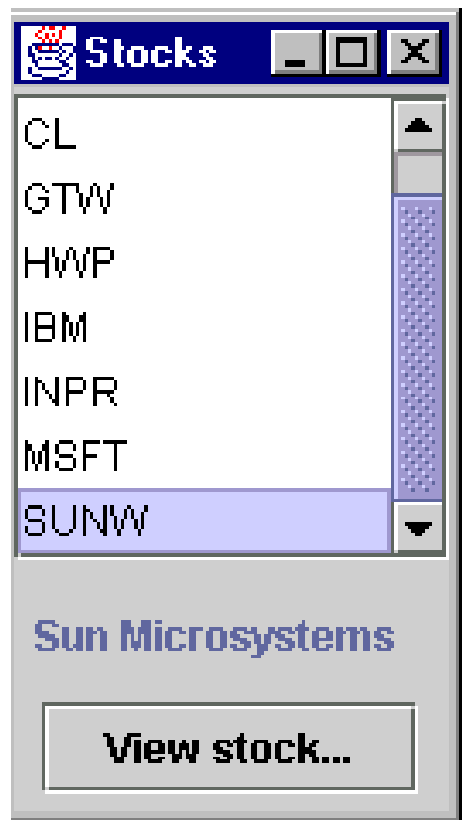 Stocks
CL
GTW
HWP
IBM
INPR
MSFT
SUNW
Sun Microsystems
View stock...